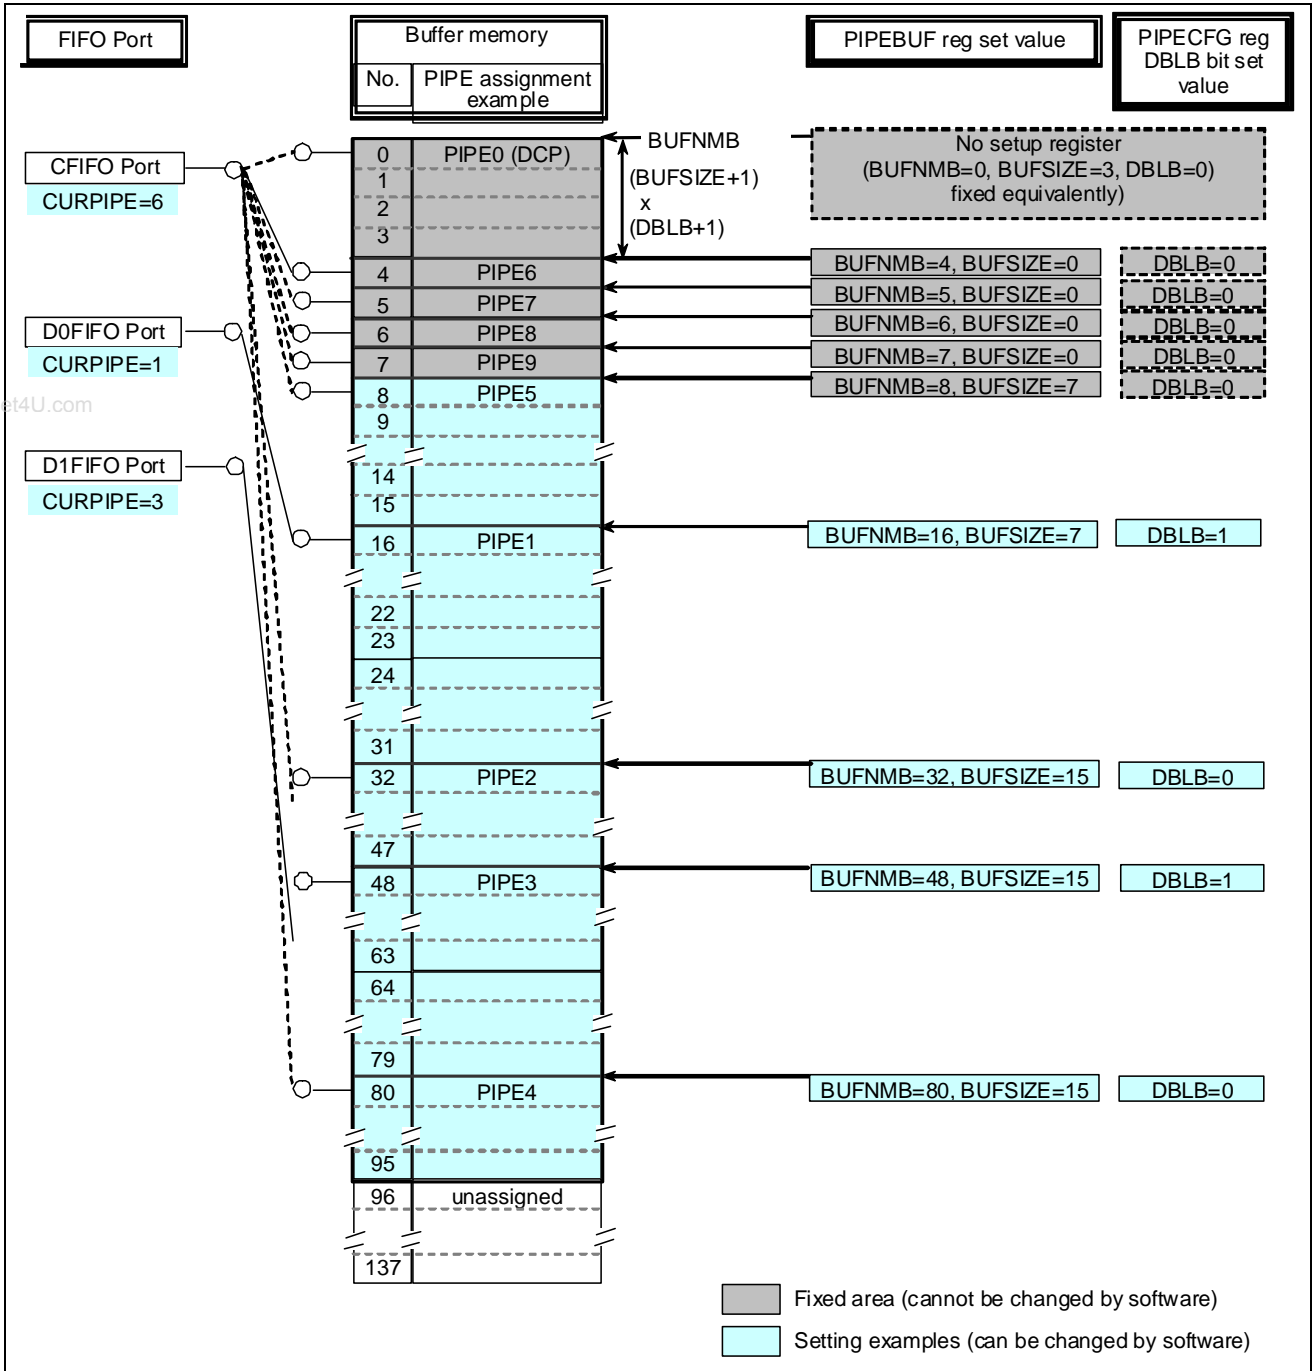 FIFO Port
Buffer memory
No.
PIPE assignment
example
PIPEBUF reg set value
PIPECFG reg
DBLB bit set
value
CFIFO Port
CURPIPE=6
D0FIFO Port
CURPIPE=1
et4U.com
D1FIFO Port
CURPIPE=3
0 PIPE0 (DCP)
1
2
3
4 PIPE6
5 PIPE7
6 PIPE8
7 PIPE9
8 PIPE5
9
14
15
16 PIPE1
22
23
24
31
32 PIPE2
47
48 PIPE3
63
64
79
80 PIPE4
95
96 unassigned
137
BUFNMB
(BUFSIZE+1)
x
(DBLB+1)
No setup register
(BUFNMB=0, BUFSIZE=3, DBLB=0)
fixed equivalently)
BUFNMB=4, BUFSIZE=0 DBLB=0
BUFNMB=5, BUFSIZE=0 DBLB=0
BUFNMB=6, BUFSIZE=0 DBLB=0
BUFNMB=7, BUFSIZE=0 DBLB=0
BUFNMB=8, BUFSIZE=7 DBLB=0
BUFNMB=16, BUFSIZE=7 DBLB=1
BUFNMB=32, BUFSIZE=15 DBLB=0
BUFNMB=48, BUFSIZE=15 DBLB=1
BUFNMB=80, BUFSIZE=15 DBLB=0
Fixed area (cannot be changed by software)
Setting examples (can be changed by software)